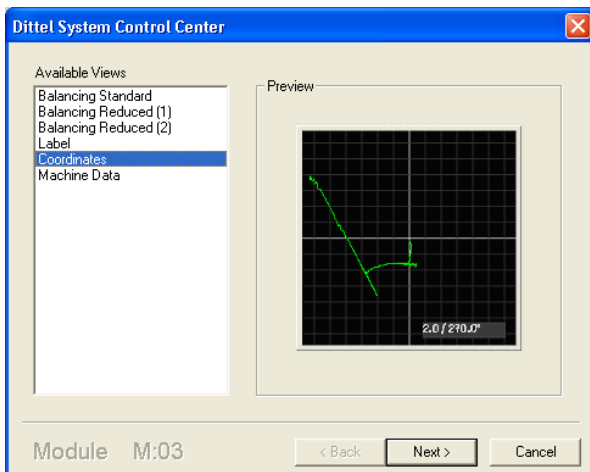 Dittel System Control Center
Available Views
Balancing Standard
Balancing Reduced (1)
Balancing Reduced (2)
Label
Coordinates
Machine Data
Preview
2.0 / 270.0°
Module M:03
< Back
Next >
Cancel